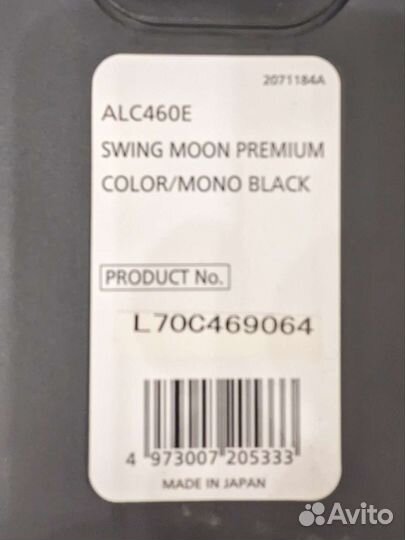 2071184A
ALC460E
SWING MOON PREMIUM
COLOR/MONO BLACK
PRODUCT No.
L70C469064
4 973007 205333
MADE IN JAPAN
Avito